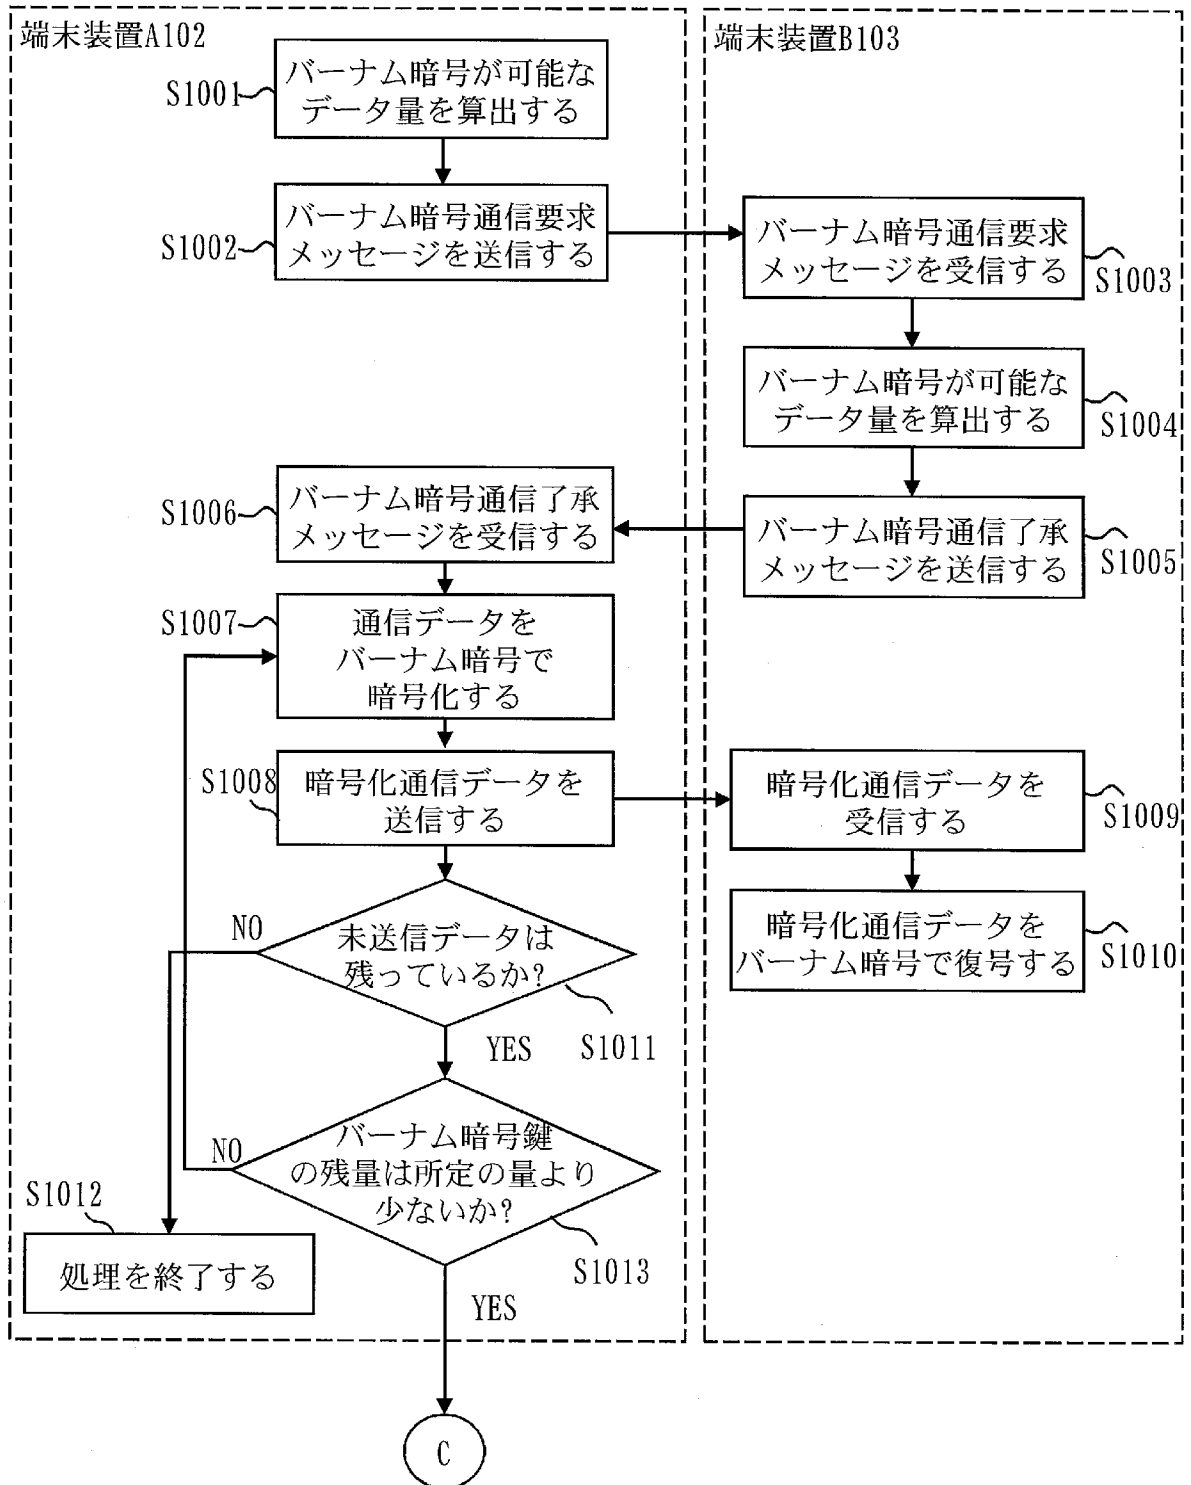 端末装置A102
S1001
バーナム暗号が可能な
データ量を算出する
S1002
バーナム暗号通信要求
メッセージを送信する
端末装置B103
バーナム暗号通信要求
メッセージを受信する
S1003
バーナム暗号が可能な
データ量を算出する
S1004
バーナム暗号通信了承
メッセージを送信する
S1005
S1006
バーナム暗号通信了承
メッセージを受信する
S1007
通信データを
バーナム暗号で
暗号化する
S1008
暗号化通信データを
送信する
暗号化通信データを
受信する
S1009
暗号化通信データを
バーナム暗号で復号する
S1010
NO
未送信データは
残っているか?
S1011
YES
NO
バーナム暗号鍵
の残量は所定の量より
少ないか?
S1013
S1012
処理を終了する
YES
C